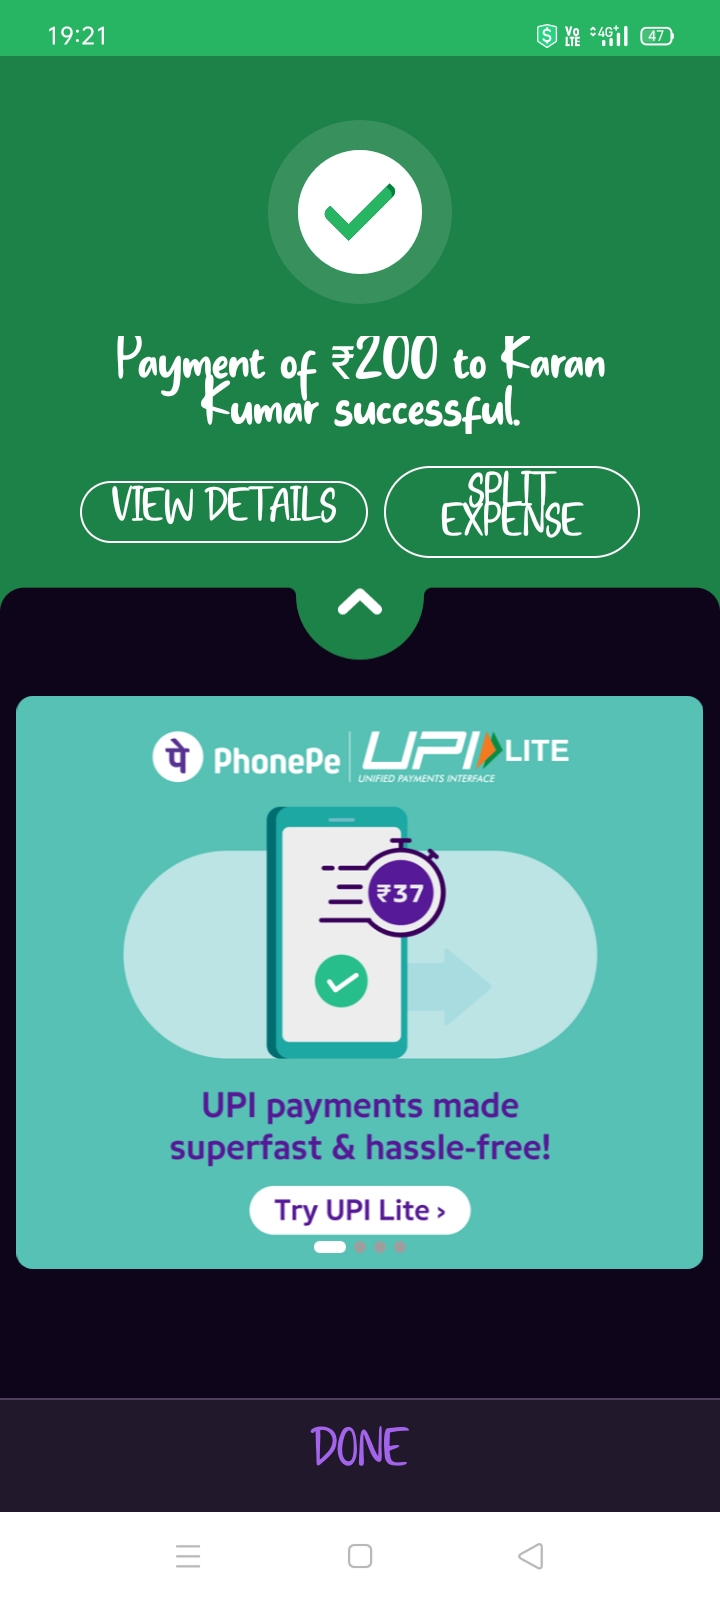 19:21
Vo LTE 4G+ 47
Payment of ₹200 to Karan
Kumar successful.
VIEW DETAILS
SPLIT
EXPENSE
पे PhonePe UPI LITE
UNIFIED PAYMENTS INTERFACE
₹37
UPI payments made
superfast & hassle-free!
Try UPI Lite ›
DONE